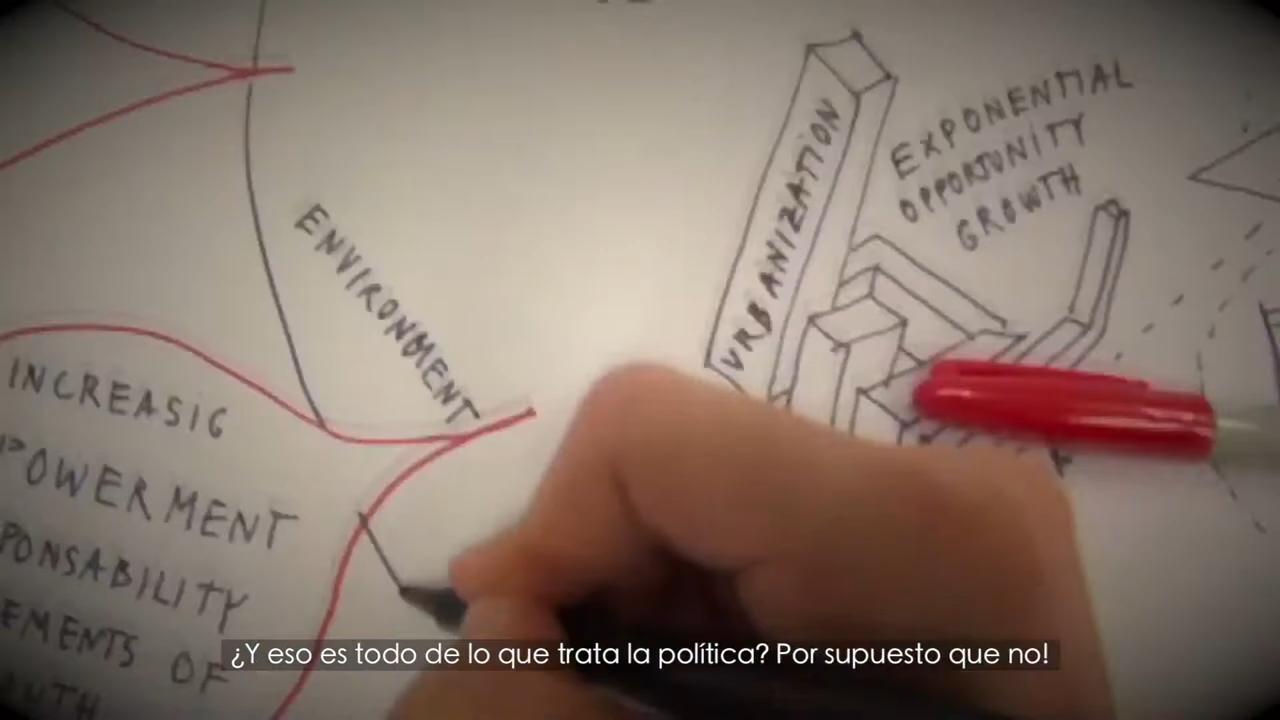 ENVIRONMENT
URBANIZATION
EXPONENTIAL
OPPORTUNITY
GROWTH
INCREASIG
POWERMENT
PONSABILITY
EMENTS OF
¿Y eso es todo de lo que trata la política? Por supuesto que no!